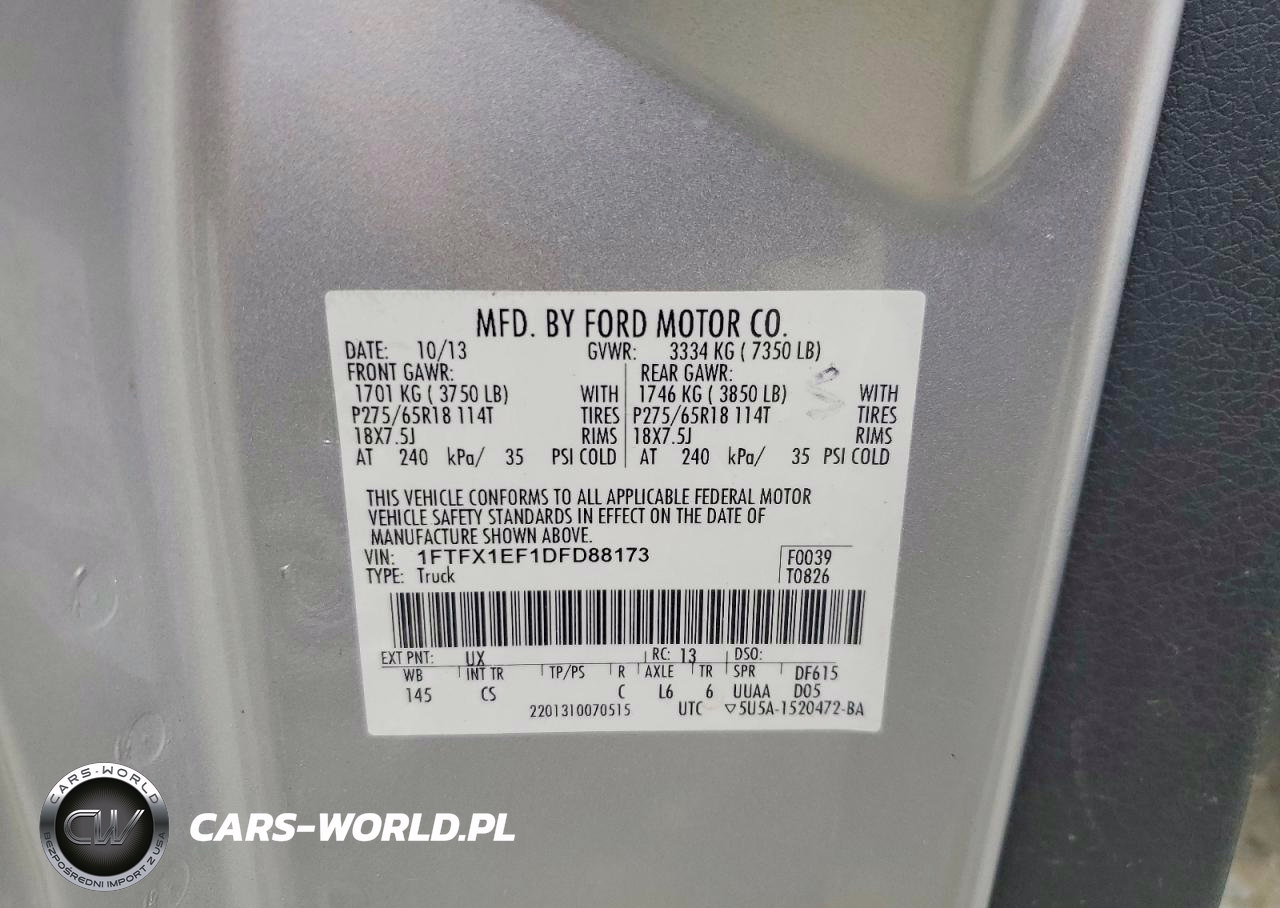 MFD. BY FORD MOTOR CO.
DATE: 10/13 GVWR: 3334 KG ( 7350 LB)
FRONT GAWR: REAR GAWR:
1701 KG ( 3750 LB) WITH 1746 KG ( 3850 LB) WITH
P275/65R18 114T TIRES P275/65R18 114T TIRES
18X7.5J RIMS 18X7.5J RIMS
AT 240 kPa/ 35 PSI COLD AT 240 kPa/ 35 PSI COLD
THIS VEHICLE CONFORMS TO ALL APPLICABLE FEDERAL MOTOR
VEHICLE SAFETY STANDARDS IN EFFECT ON THE DATE OF
MANUFACTURE SHOWN ABOVE.
VIN: 1FTFX1EF1DFD88173 F0039
TYPE: Truck T0826
EXT PNT: UX RC: 13 DSO:
WB INT TR TP/PS R AXLE TR SPR DF615
145 CS C L6 6 UUAA D05
2201310070515 UTC ▽5U5A-1520472-BA
CARS-WORLD
CW
BEZPOŚREDNI IMPORT Z USA
CARS-WORLD.PL